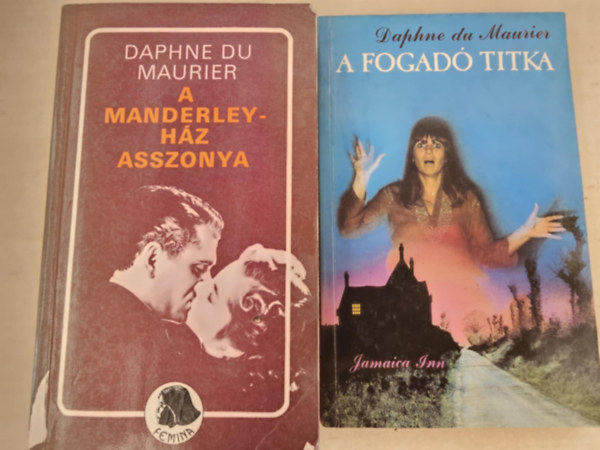 DAPHNE DU
MAURIER
A
MANDERLEY-
HÁZ
ASSZONYA
FEMINA
Daphne du Maurier
A FOGADÓ TITKA
Jamaica Inn